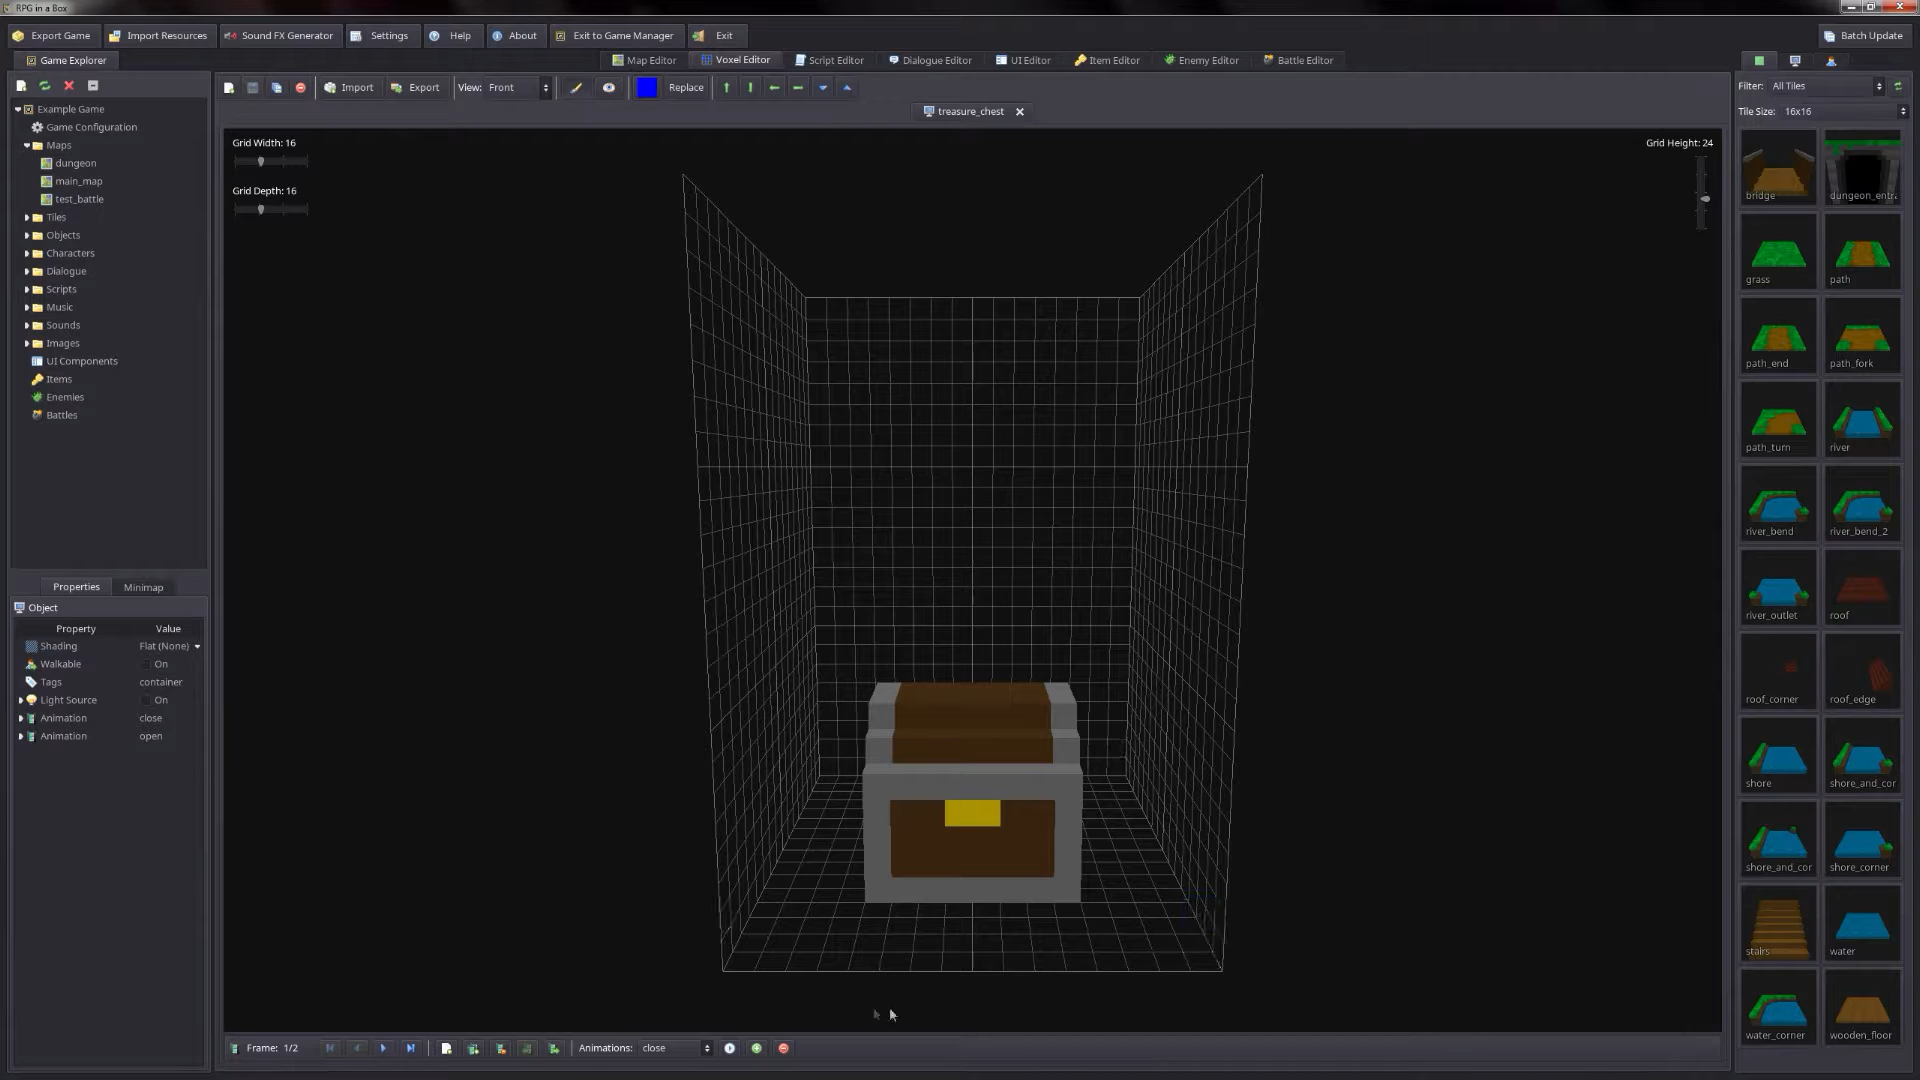 RPG in a Box
Export Game
Import Resources
Sound FX Generator
Settings
Help
About
Exit to Game Manager
Exit
Batch Update
Game Explorer
Map Editor
Voxel Editor
Script Editor
Dialogue Editor
UI Editor
Item Editor
Enemy Editor
Battle Editor
Import
Export
View: Front
Replace
Filter: All Tiles
Tile Size: 16x16
treasure_chest
Example Game
Game Configuration
Maps
dungeon
main_map
test_battle
Tiles
Objects
Characters
Dialogue
Scripts
Music
Sounds
Images
UI Components
Items
Enemies
Battles
Grid Width: 16
Grid Depth: 16
Grid Height: 24
Properties
Minimap
Object
Property Value
Shading Flat (None)
Walkable On
Tags container
Light Source On
Animation close
Animation open
bridge
dungeon_entra
grass
path
path_end
path_fork
path_turn
river
river_bend
river_bend_2
river_outlet
roof
roof_corner
roof_edge
shore
shore_and_cor
shore_and_cor
shore_corner
stairs
water
water_corner
wooden_floor
Frame: 1/2
Animations: close